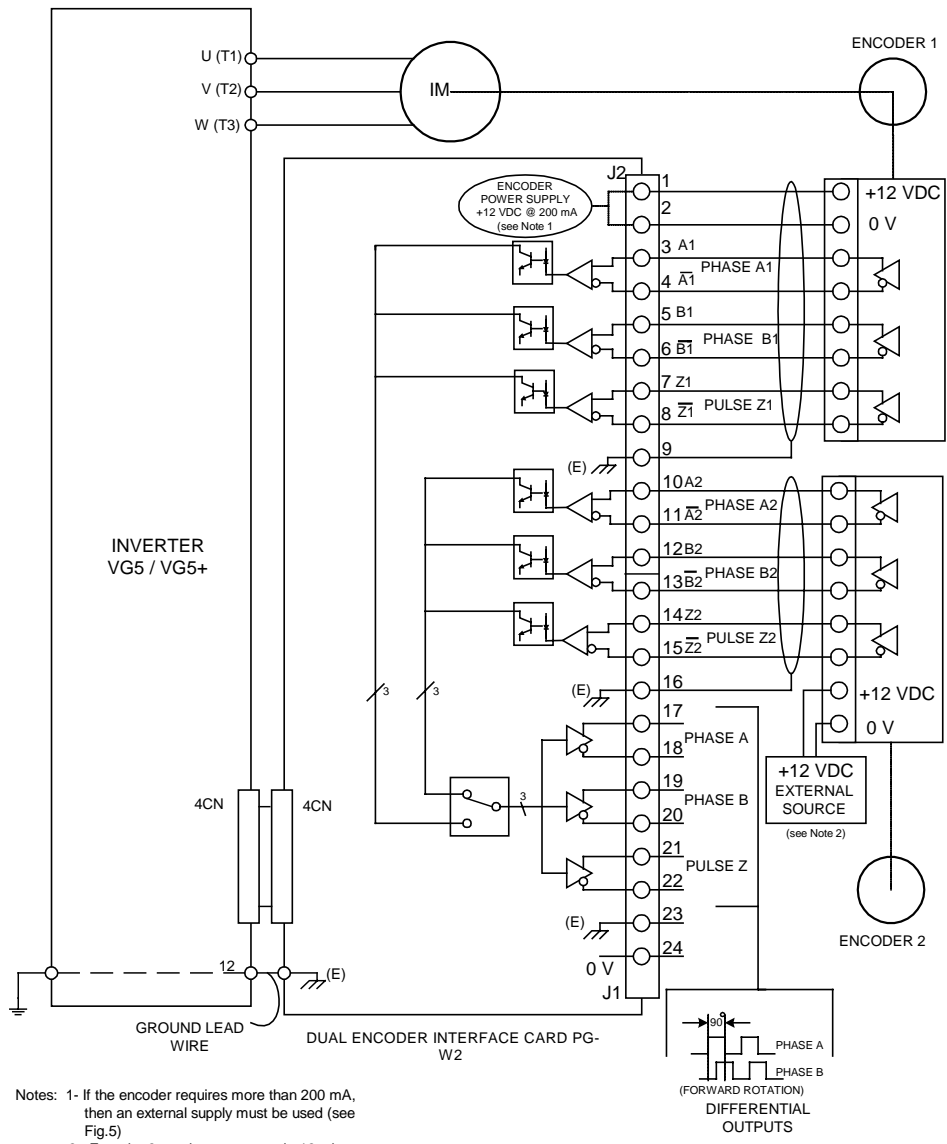 ENCODER 1
U (T1)
V (T2)
W (T3)
IM
J2
ENCODER
POWER SUPPLY
+12 VDC @ 200 mA
(see Note 1
1
2
3 A1
PHASE A1
4 A̅1̅
5 B1
PHASE B1
6 B̅1̅
7 Z1
PULSE Z1
8 Z̅1̅
9
(E)
+12 VDC
0 V
10 A2
PHASE A2
11 A̅2̅
12 B2
PHASE B2
13 B̅2̅
14 Z2
PULSE Z2
15 Z̅2̅
16
(E)
+12 VDC
0 V
+12 VDC
EXTERNAL
SOURCE
(see Note 2)
ENCODER 2
INVERTER
VG5 / VG5+
3
3
3
17
PHASE A
18
19
PHASE B
20
21
PULSE Z
22
23
(E)
24
0 V
J1
4CN
4CN
12
(E)
GROUND LEAD
WIRE
DUAL ENCODER INTERFACE CARD PG-
W2
90°
PHASE A
PHASE B
(FORWARD ROTATION)
DIFFERENTIAL
OUTPUTS
Notes: 1- If the encoder requires more than 200 mA,
then an external supply must be used (see
Fig.5)